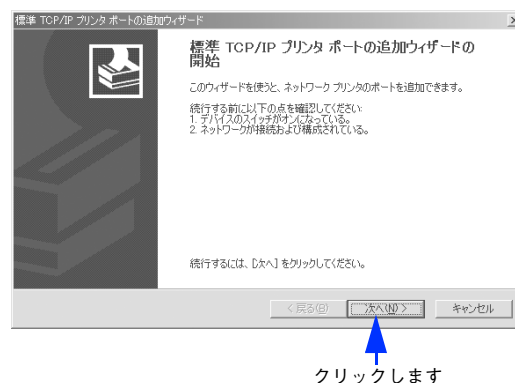 標準 TCP/IP プリンタ ポートの追加ウィザード
標準 TCP/IP プリンタ ポートの追加ウィザードの
開始
このウィザードを使うと、ネットワーク プリンタのポートを追加できます。
続行する前に以下の点を確認してください:
1. デバイスのスイッチがオンになっている。
2. ネットワークが接続および構成されている。
続行するには、[次へ] をクリックしてください。
< 戻る(B)
次へ(N) >
キャンセル
クリックします